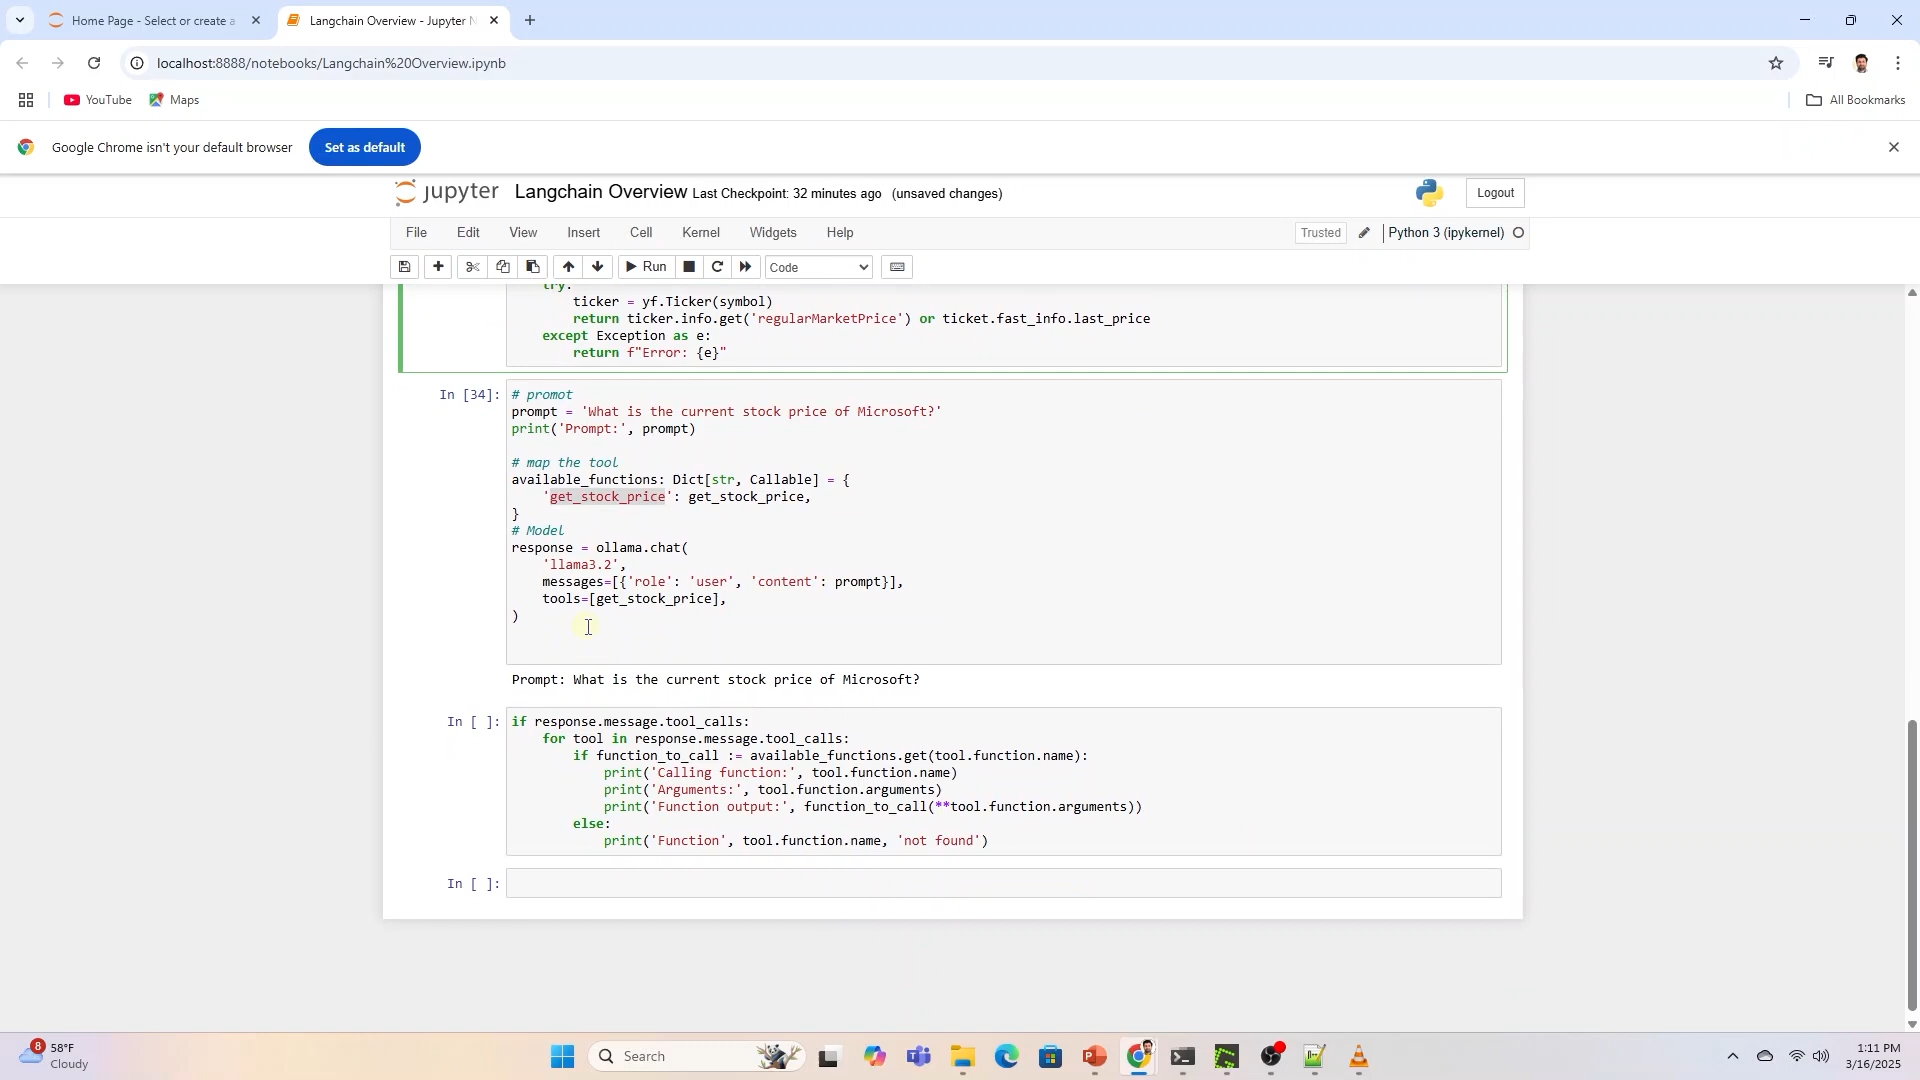 Home Page - Select or create a
Langchain Overview - Jupyter N
localhost:8888/notebooks/Langchain%20Overview.ipynb
YouTube
Maps
All Bookmarks
Google Chrome isn't your default browser
Set as default
jupyter
Langchain Overview Last Checkpoint: 32 minutes ago (unsaved changes)
Logout
File
Edit
View
Insert
Cell
Kernel
Widgets
Help
Trusted
Python 3 (ipykernel)
Run
Code
try:
ticker = yf.Ticker(symbol)
return ticker.info.get('regularMarketPrice') or ticket.fast_info.last_price
except Exception as e:
return f"Error: {e}"
In [34]:
# promot
prompt = 'What is the current stock price of Microsoft?'
print('Prompt:', prompt)
# map the tool
available_functions: Dict[str, Callable] = {
'get_stock_price': get_stock_price,
}
# Model
response = ollama.chat(
'llama3.2',
messages=[{'role': 'user', 'content': prompt}],
tools=[get_stock_price],
)
Prompt: What is the current stock price of Microsoft?
In [ ]:
if response.message.tool_calls:
for tool in response.message.tool_calls:
if function_to_call := available_functions.get(tool.function.name):
print('Calling function:', tool.function.name)
print('Arguments:', tool.function.arguments)
print('Function output:', function_to_call(**tool.function.arguments))
else:
print('Function', tool.function.name, 'not found')
In [ ]:
8
58°F
Cloudy
Search
1:11 PM
3/16/2025